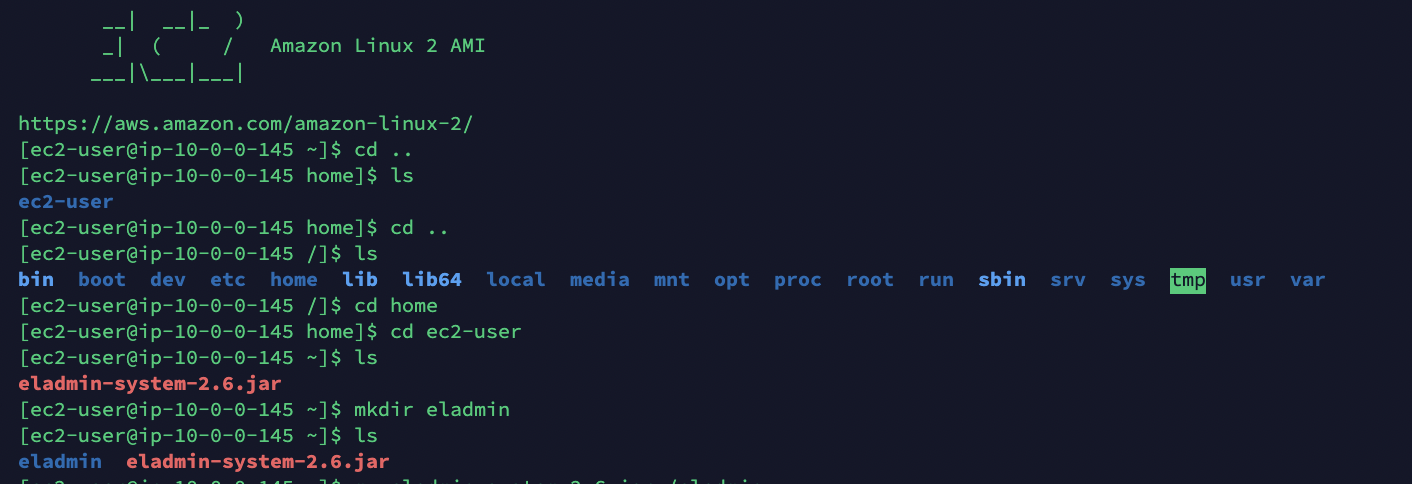 __|  __|_  )
_|  (     /   Amazon Linux 2 AMI
___|\___|___|
https://aws.amazon.com/amazon-linux-2/
[ec2-user@ip-10-0-0-145 ~]$ cd ..
[ec2-user@ip-10-0-0-145 home]$ ls
ec2-user
[ec2-user@ip-10-0-0-145 home]$ cd ..
[ec2-user@ip-10-0-0-145 /]$ ls
bin  boot  dev  etc  home  lib  lib64  local  media  mnt  opt  proc  root  run  sbin  srv  sys  tmp  usr  var
[ec2-user@ip-10-0-0-145 /]$ cd home
[ec2-user@ip-10-0-0-145 home]$ cd ec2-user
[ec2-user@ip-10-0-0-145 ~]$ ls
eladmin-system-2.6.jar
[ec2-user@ip-10-0-0-145 ~]$ mkdir eladmin
[ec2-user@ip-10-0-0-145 ~]$ ls
eladmin  eladmin-system-2.6.jar